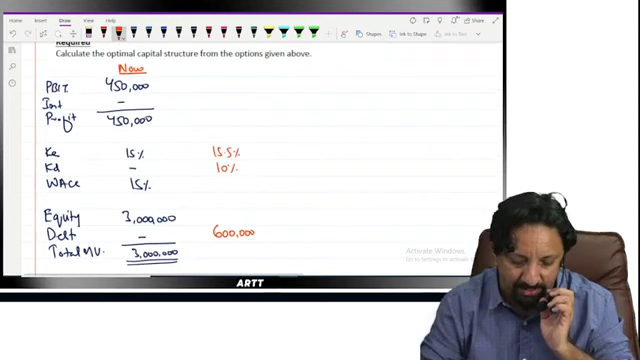 Insert
Draw
View
Shapes
Ink to Shape
Ink to Text
Required
Calculate the optimal capital structure from the options given above.
Now
PBIT 450,000
Int -
Profit 450,000
Ke 15% 15.5%
Kd - 10%
WACC 15%
Equity 3,000,000
Debt - 600,000
Total MV. 3,000,000
Activate Windows
Go to Settings to activate Windows.
ARTT